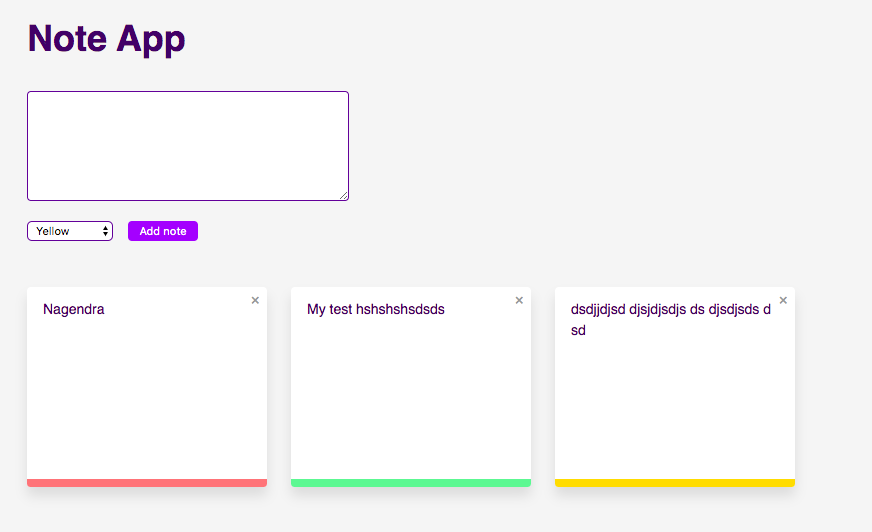 Note App
Yellow
Add note
×
Nagendra
×
My test hshshshsdsds
×
dsdjjdjsd djsjdjsdjs ds djsdjsds d
sd